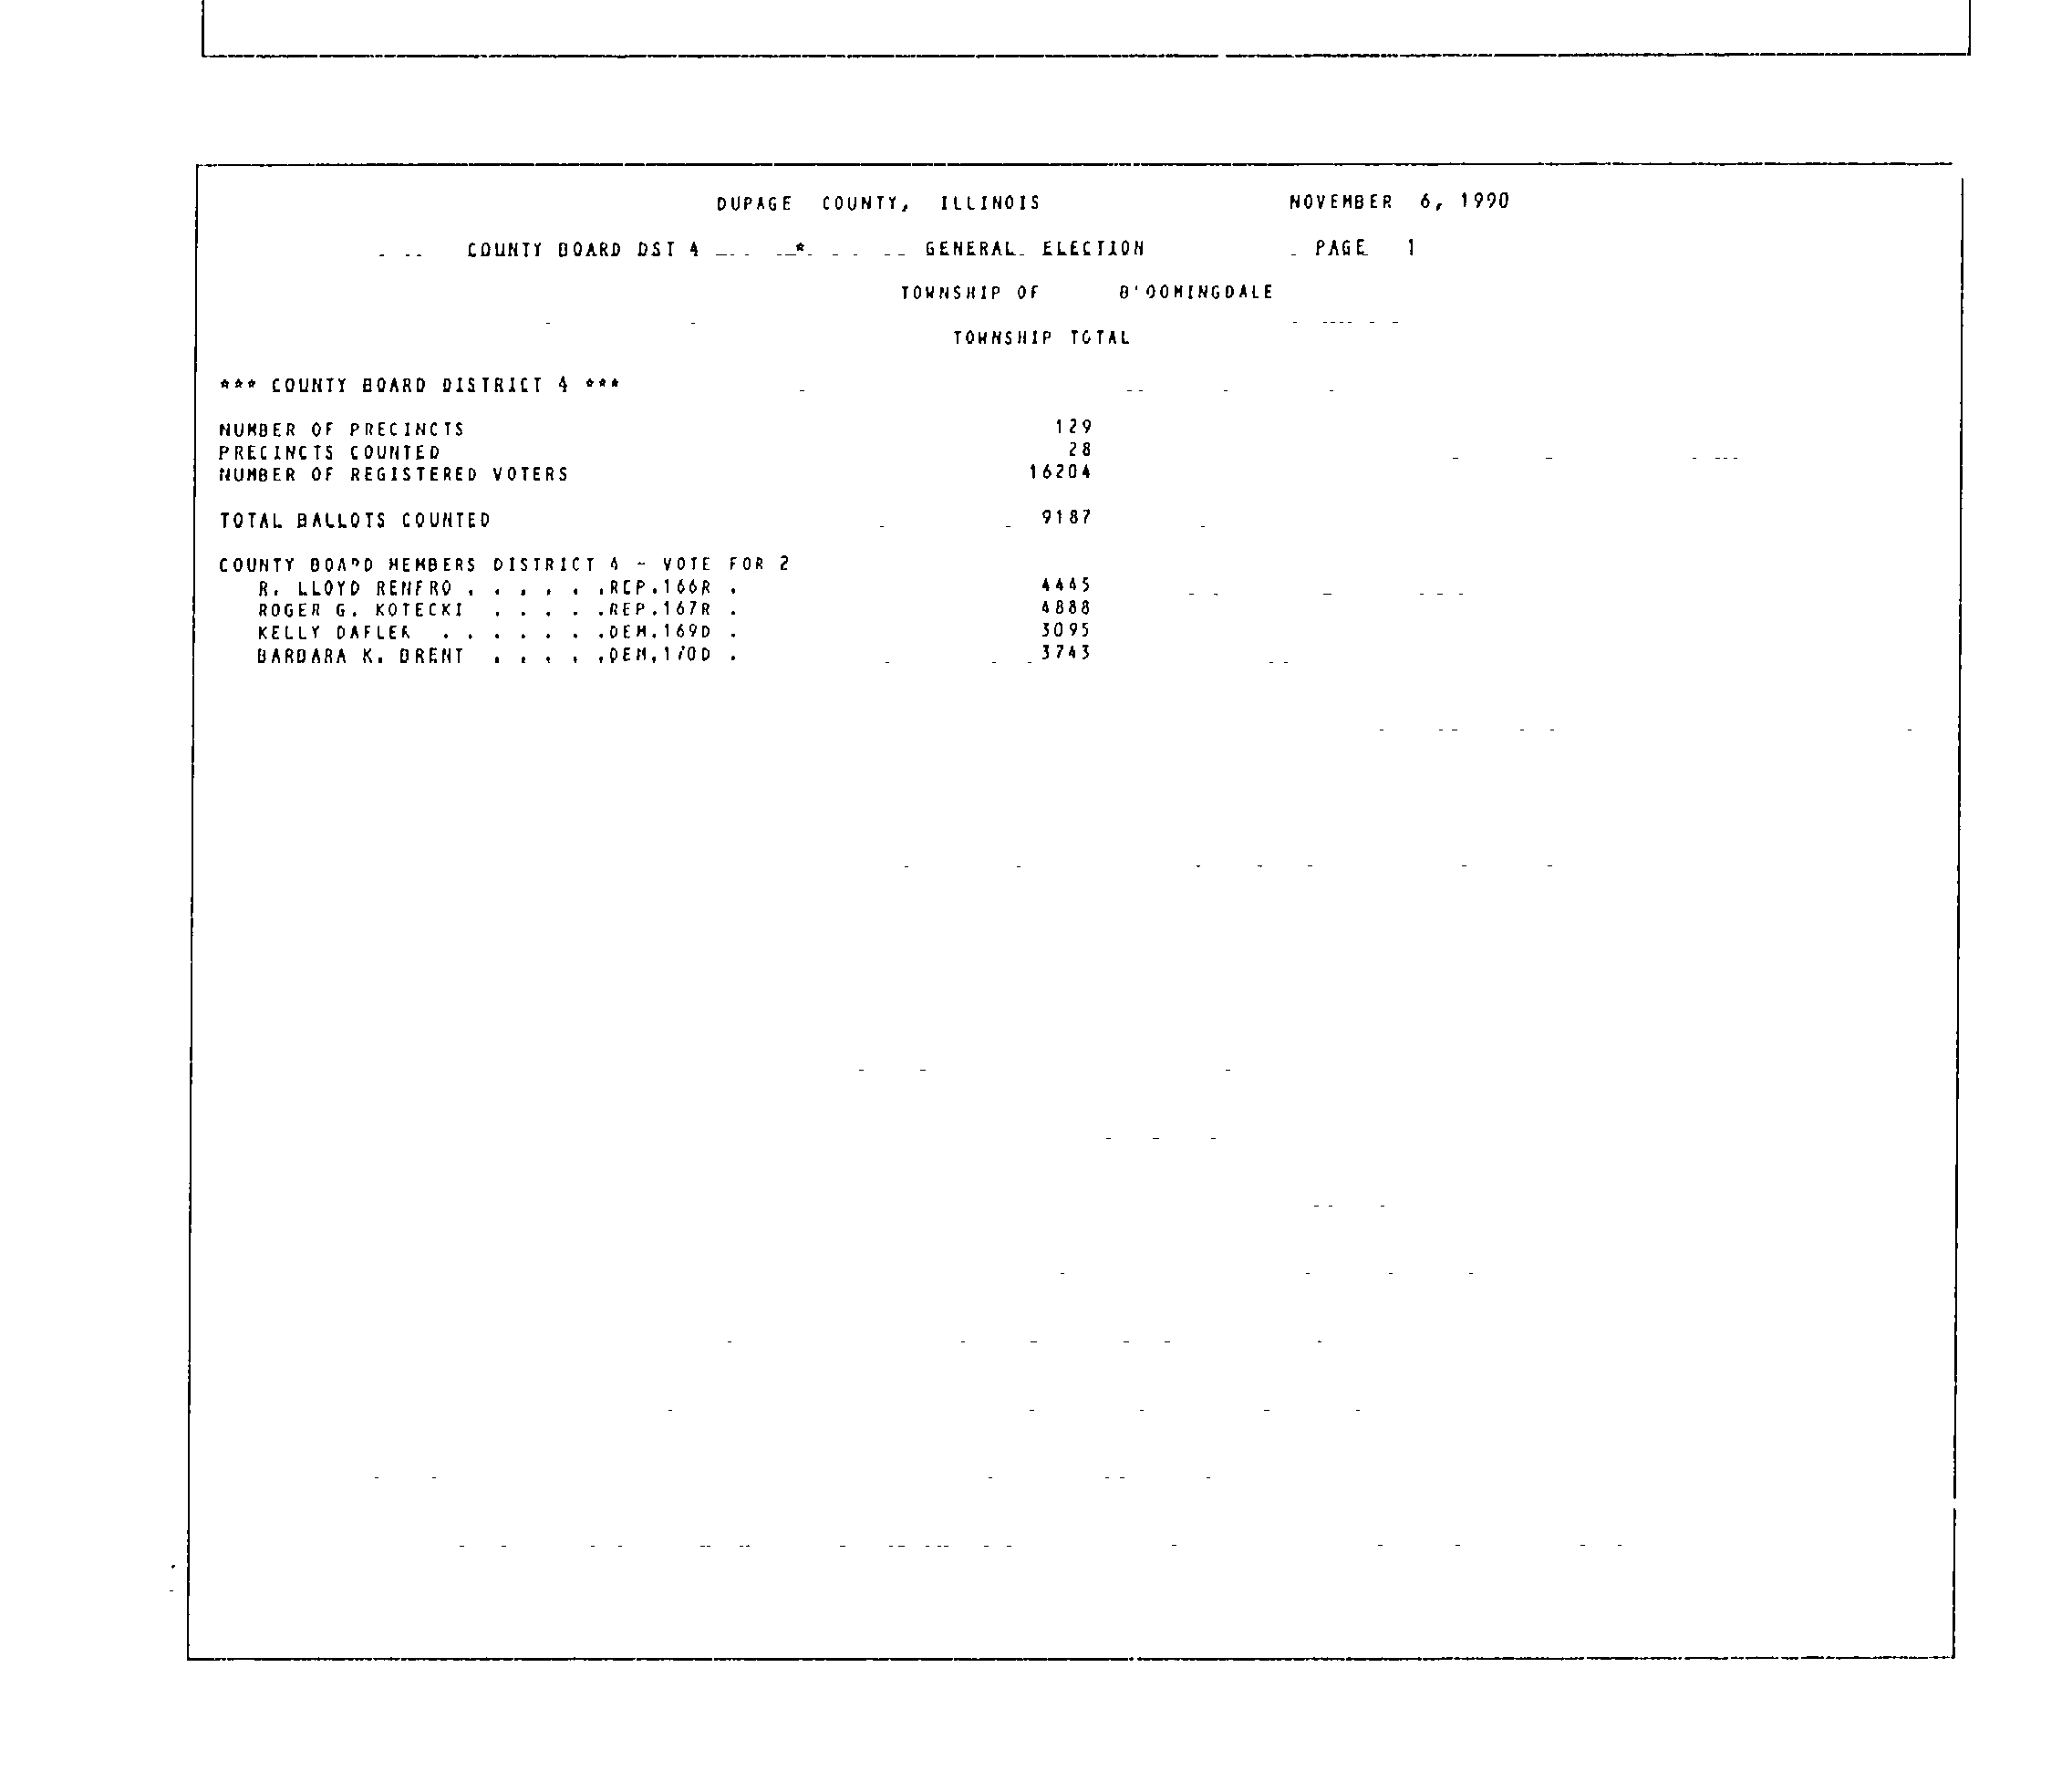 DUPAGE COUNTY, ILLINOIS NOVEMBER 6, 1990
COUNTY BOARD DST 4 * GENERAL ELECTION PAGE 1
TOWNSHIP OF B'OOMINGDALE
TOWNSHIP TOTAL
*** COUNTY BOARD DISTRICT 4 ***
NUMBER OF PRECINCTS 129
PRECINCTS COUNTED 28
NUMBER OF REGISTERED VOTERS 16204
TOTAL BALLOTS COUNTED 9187
COUNTY BOARD MEMBERS DISTRICT 4 - VOTE FOR 2
R. LLOYD RENFRO . . . . . .REP.166R . 4445
ROGER G. KOTECKI . . . . .REP.167R . 4888
KELLY DAFLER . . . . . . .DEM.169D . 3095
BARBARA K. BRENT . . . . .DEM.170D . 3743